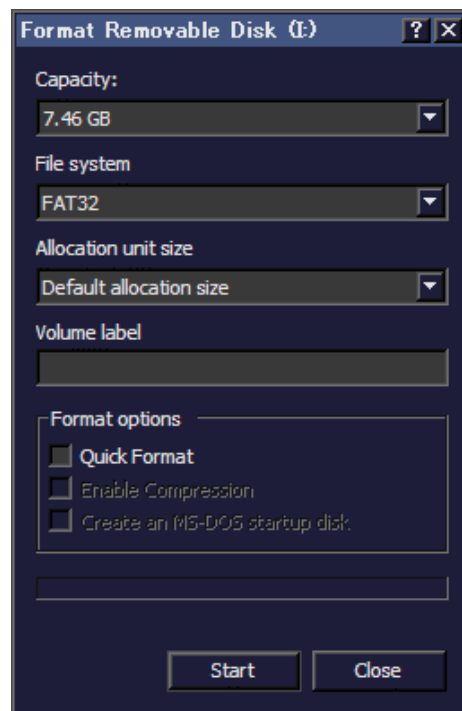 Format Removable Disk (I:)
Capacity:
7.46 GB
File system
FAT32
Allocation unit size
Default allocation size
Volume label
Format options
Quick Format
Enable Compression
Create an MS-DOS startup disk
Start
Close